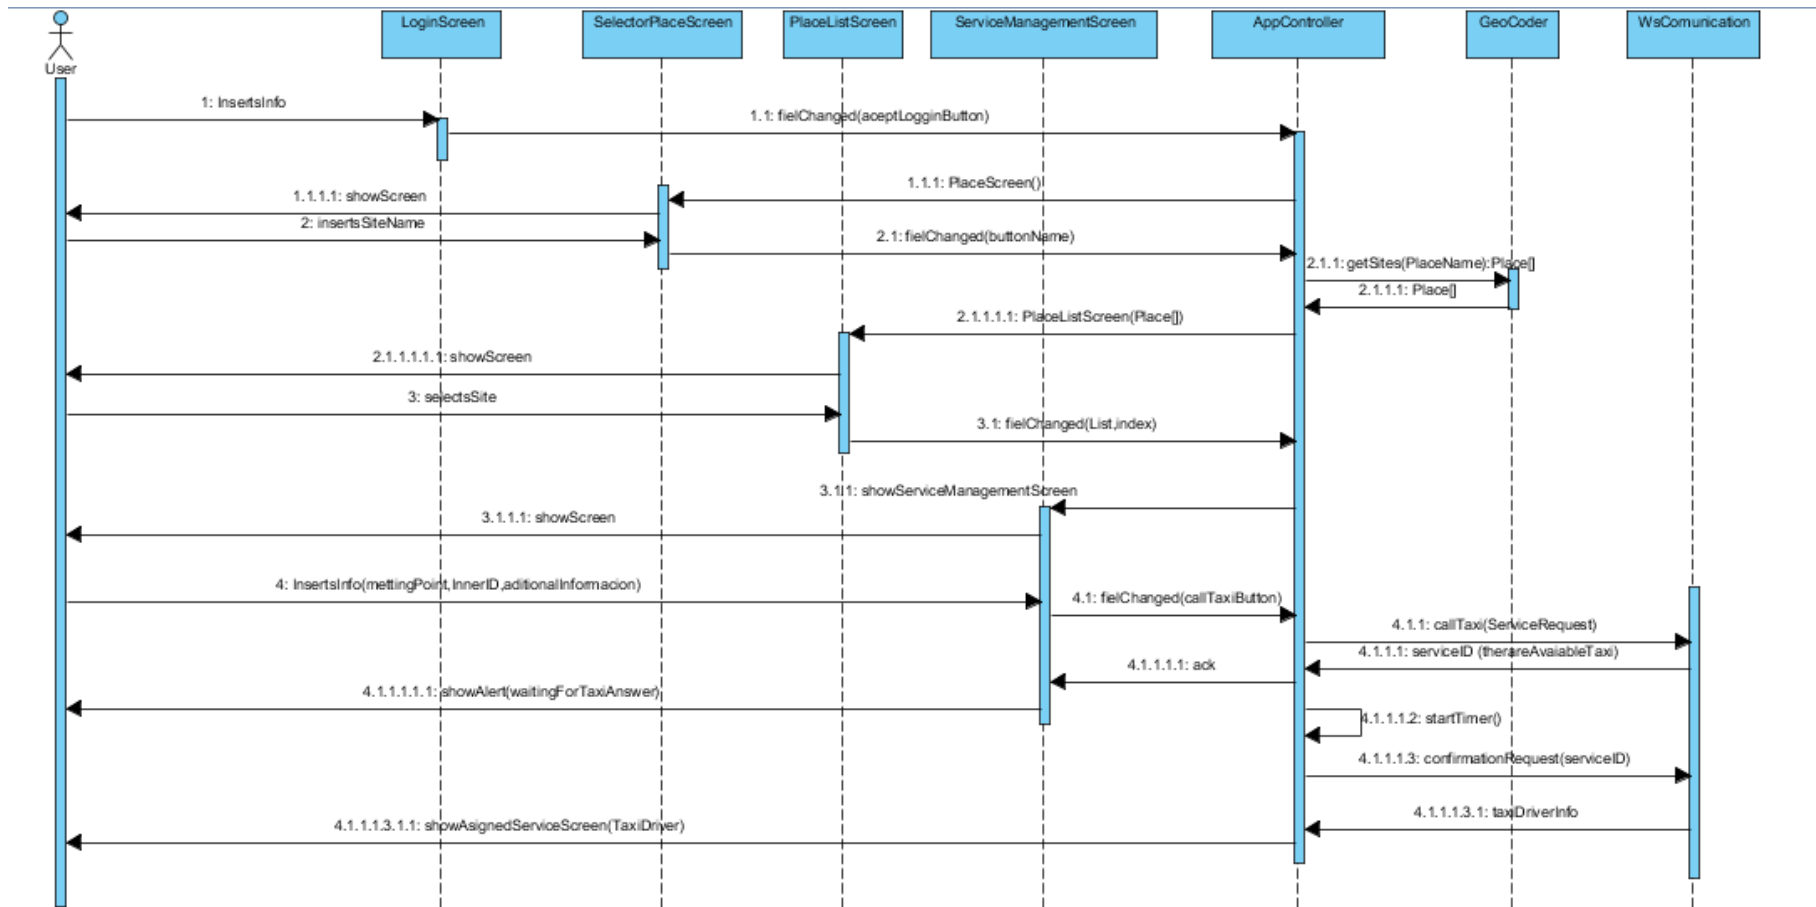 LoginScreen
SelectorPlaceScreen
PlaceListScreen
ServiceManagementScreen
AppController
GeoCoder
WsComunication
User
1: InsertsInfo
1.1: fielChanged(aceptLogginButton)
1.1.1: PlaceScreen()
1.1.1.1: showScreen
2: insertsSiteName
2.1: fielChanged(buttonName)
2.1.1: getSites(PlaceName):Place[]
2.1.1.1: Place[]
2.1.1.1.1: PlaceListScreen(Place[])
2.1.1.1.1.1: showScreen
3: selectsSite
3.1: fielChanged(List,index)
3.1.1: showServiceManagementScreen
3.1.1.1: showScreen
4: InsertsInfo(mettingPoint,InnerID,aditionalInformacion)
4.1: fielChanged(callTaxiButton)
4.1.1: callTaxi(ServiceRequest)
4.1.1.1: serviceID (therareAvaiableTaxi)
4.1.1.1.1: ack
4.1.1.1.1.1: showAlert(waitingForTaxiAnswer)
4.1.1.1.2: startTimer()
4.1.1.1.3: confirmationRequest(serviceID)
4.1.1.1.3.1: taxiDriverInfo
4.1.1.1.3.1.1: showAsignedServiceScreen(TaxiDriver)